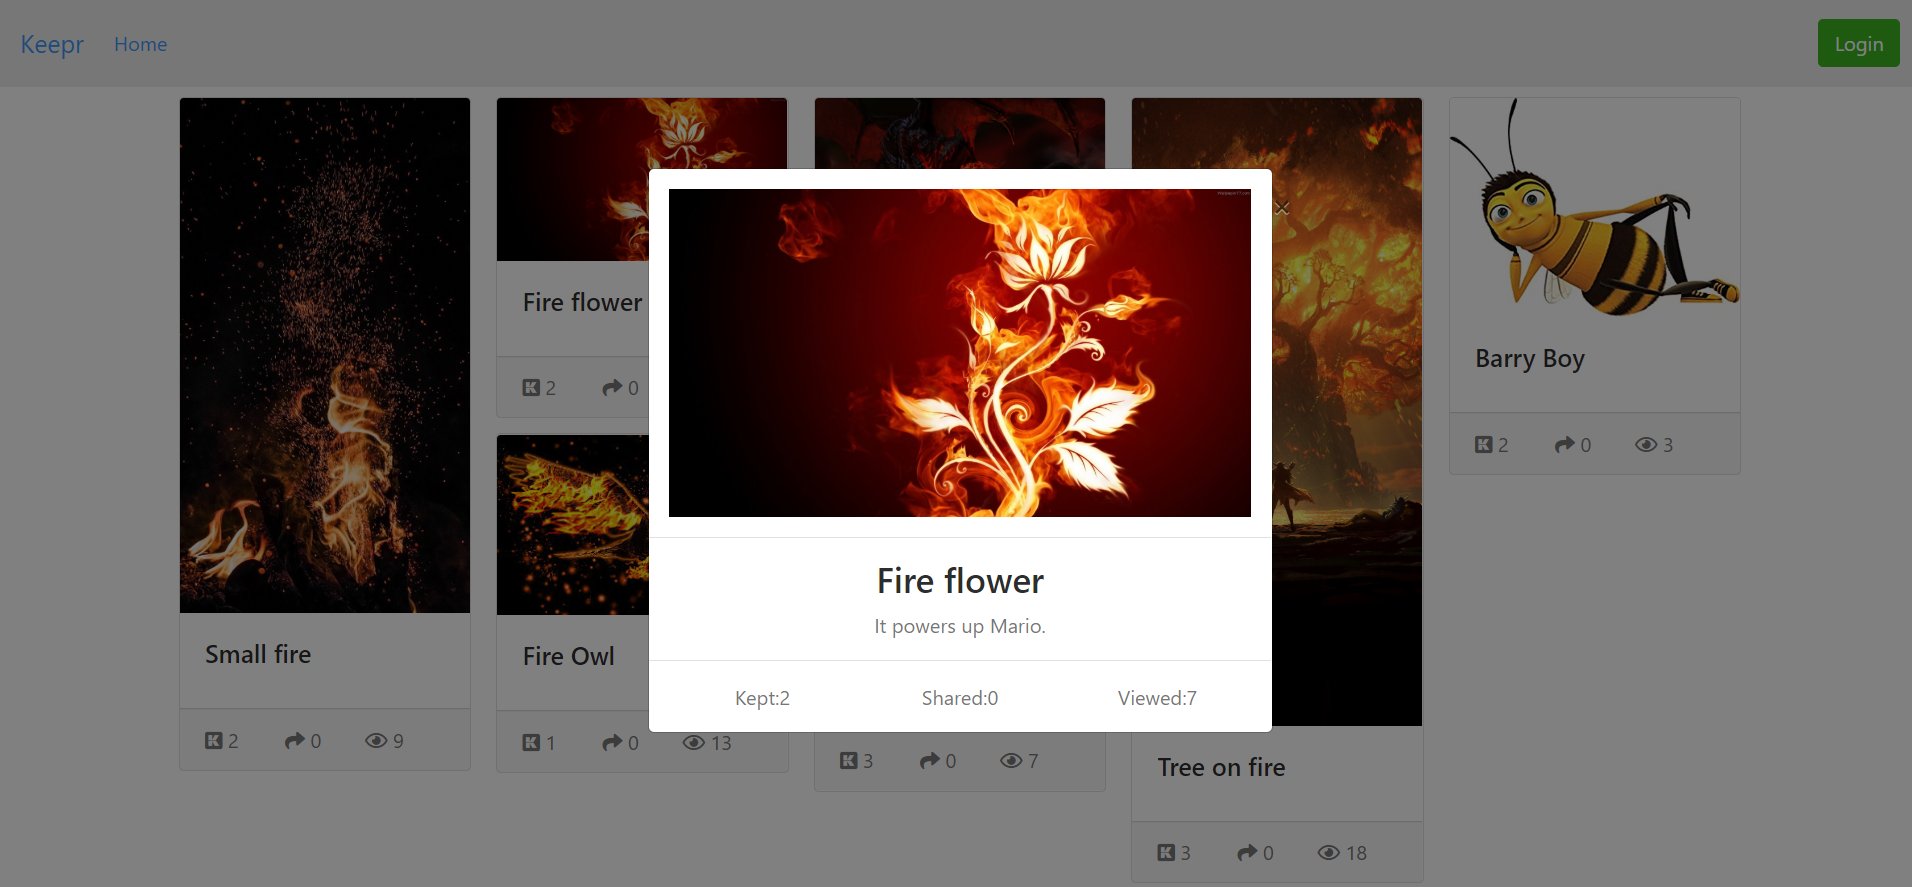 Keepr Home Login
Small fire
2 0 9
Fire flower
2 0
Fire Owl
1 0 13
3 0 7
Tree on fire
3 0 18
Barry Boy
2 0 3
Fire flower
It powers up Mario.
Kept:2 Shared:0 Viewed:7